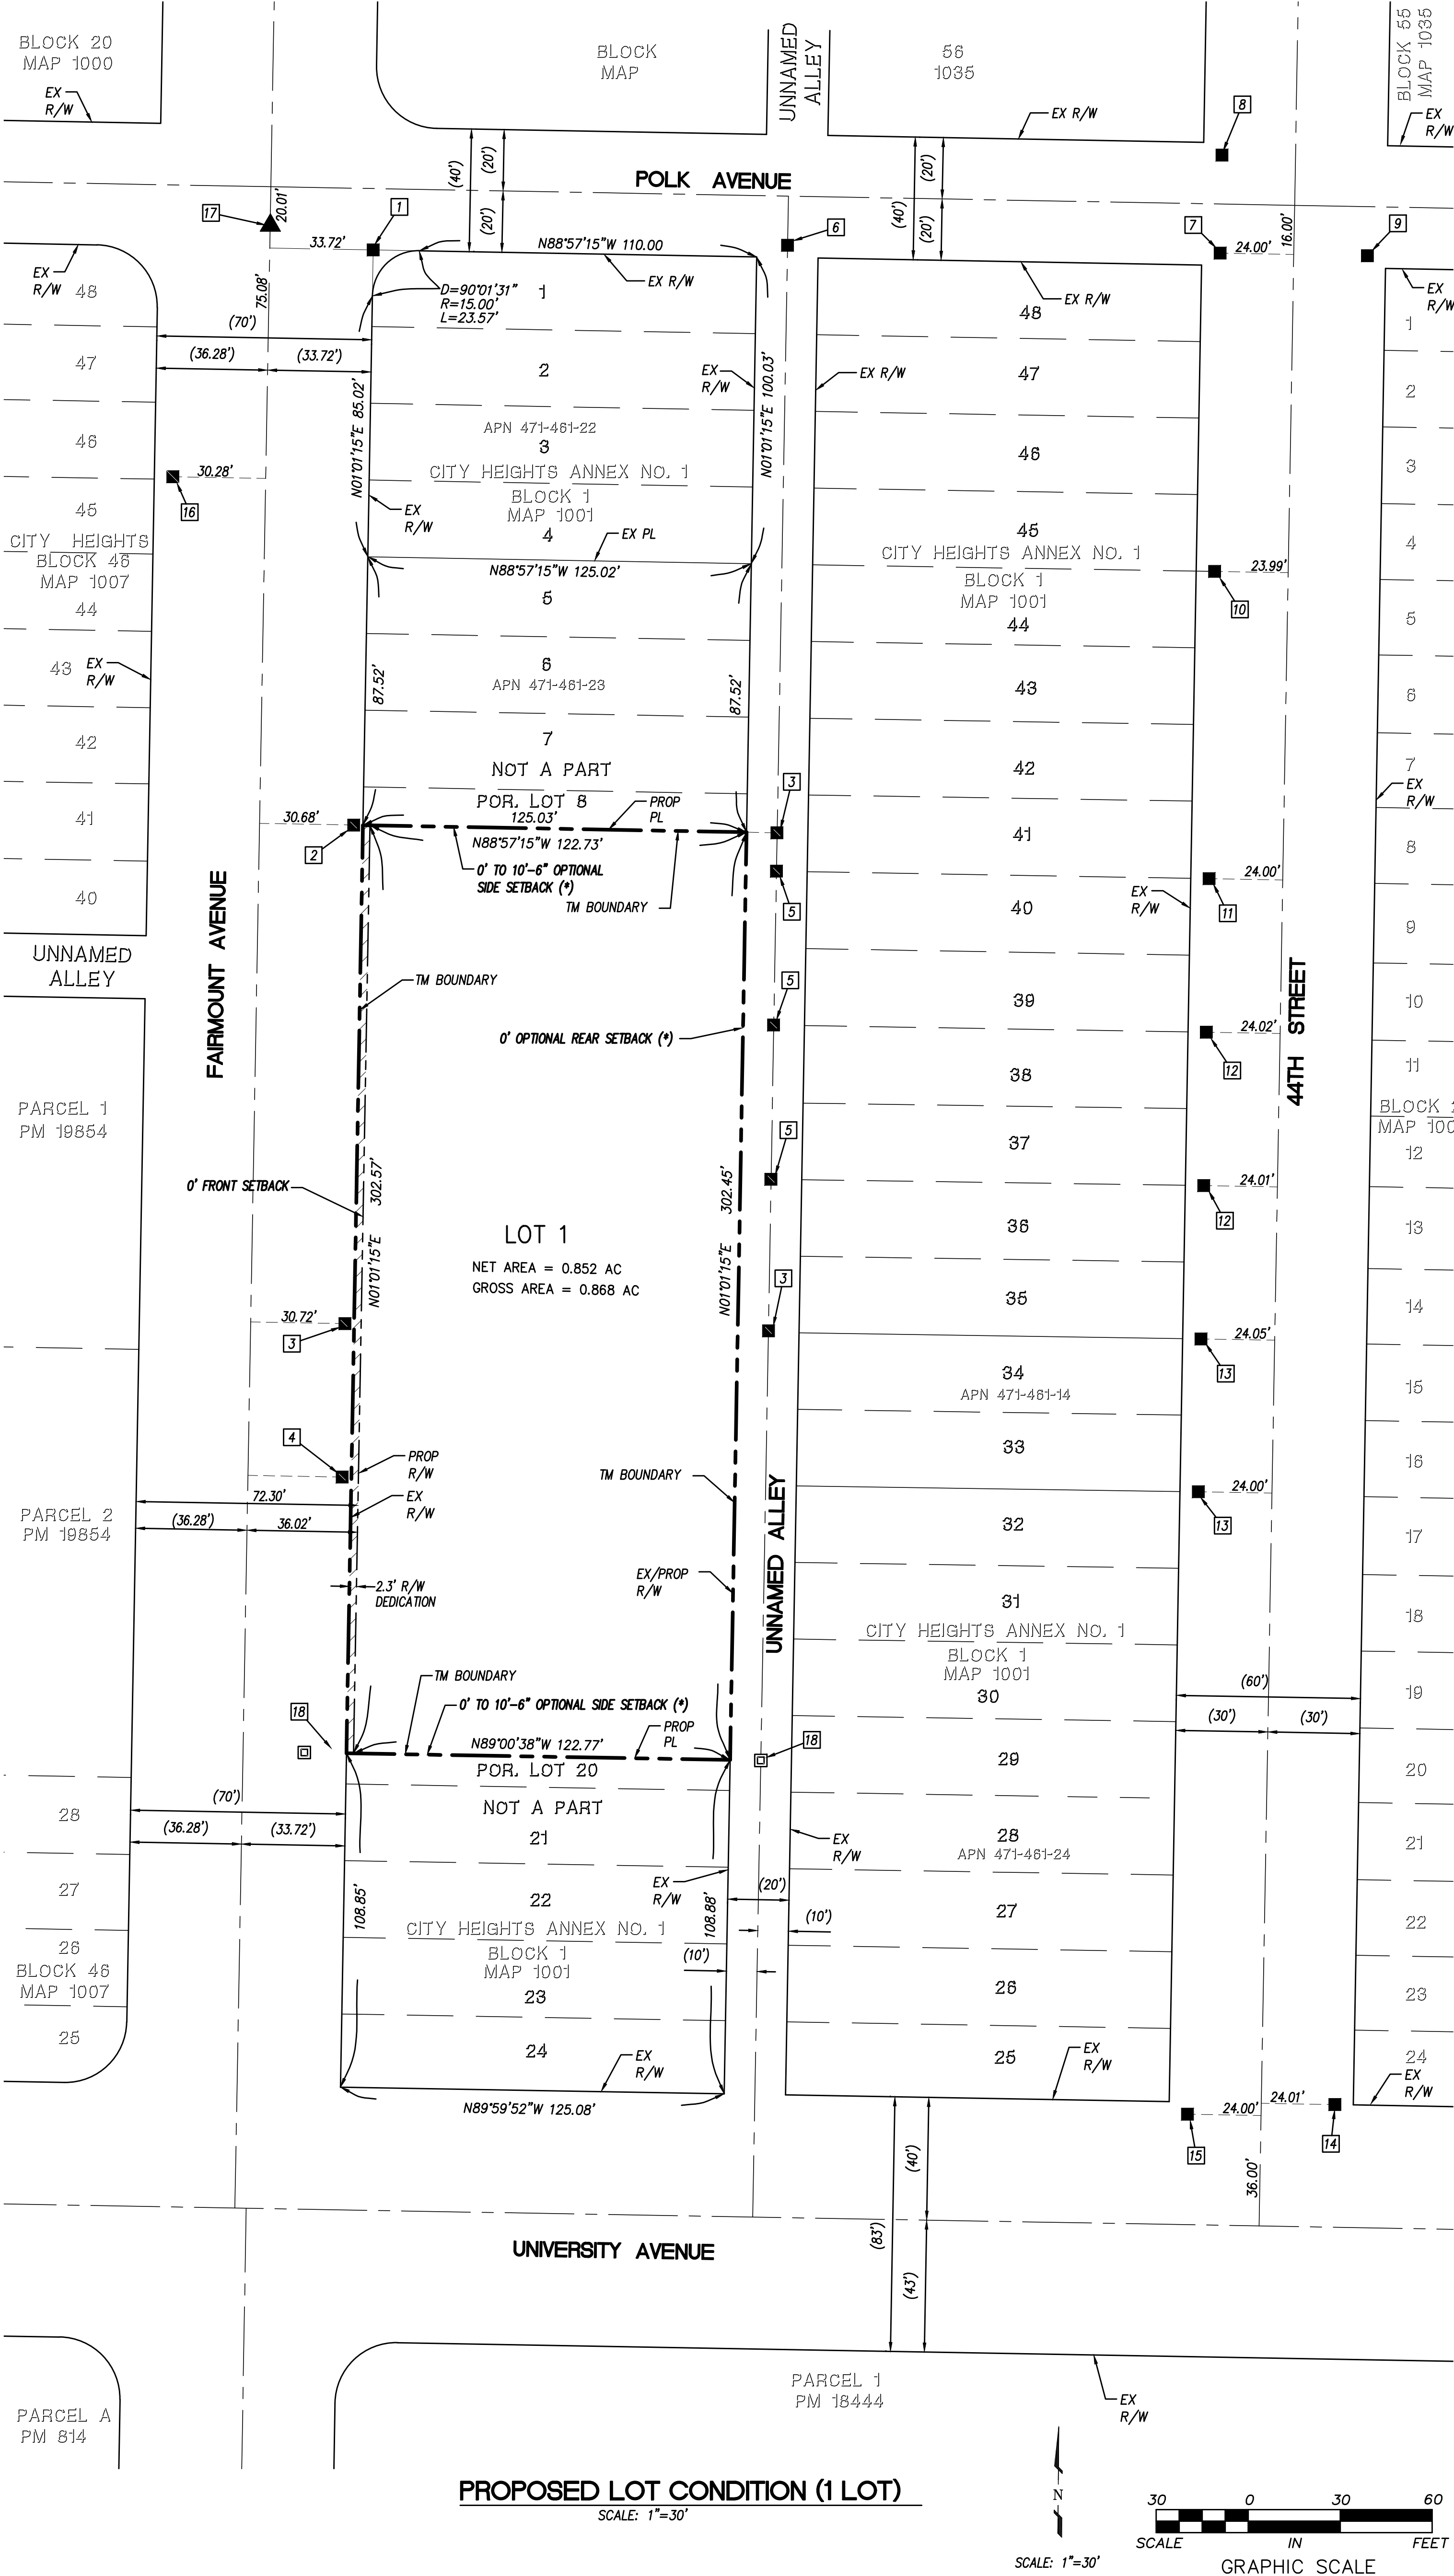 BLOCK 20
MAP 1000
EX
R/W
BLOCK
MAP
UNNAMED
ALLEY
56
1035
EX R/W
BLOCK 55
MAP 1035
EX
R/W
8
(40')
(20')
(20')
POLK AVENUE
(40')
(20')
(20')
17
20.01'
1
33.72'
6
7
24.00'
16.00'
9
EX
R/W
N88°57'15"W 110.00
EX R/W
EX R/W
EX
R/W
D=90°01'31"
R=15.00'
L=23.57'
75.08'
(70')
(36.28')
(33.72')
48
47
46
45
CITY HEIGHTS
BLOCK 46
MAP 1007
44
43
EX
R/W
42
41
40
30.28'
16
1
2
APN 471-461-22
3
CITY HEIGHTS ANNEX NO. 1
BLOCK 1
MAP 1001
4
EX PL
N01°01'15"E 85.02'
EX
R/W
EX
R/W
N01°01'15"E 100.03'
EX R/W
N88°57'15"W 125.02'
5
6
APN 471-461-23
87.52'
87.52'
7
NOT A PART
POR. LOT 8
125.03'
PROP
PL
N88°57'15"W 122.73'
30.68'
2
3
0' TO 10'-6" OPTIONAL
SIDE SETBACK (*)
TM BOUNDARY
5
48
47
46
45
CITY HEIGHTS ANNEX NO. 1
BLOCK 1
MAP 1001
44
43
42
41
40
39
38
37
36
35
34
APN 471-461-14
33
32
31
CITY HEIGHTS ANNEX NO. 1
BLOCK 1
MAP 1001
30
29
28
APN 471-461-24
27
26
25
23.99'
10
24.00'
11
EX
R/W
24.02'
12
24.01'
12
24.05'
13
24.00'
13
44TH STREET
1
2
3
4
5
6
7
EX
R/W
8
9
10
11
BLOCK
MAP
12
13
14
15
16
17
18
19
20
21
22
23
24
EX
R/W
UNNAMED
ALLEY
FAIRMOUNT AVENUE
TM BOUNDARY
5
0' OPTIONAL REAR SETBACK (*)
PARCEL 1
PM 19854
5
0' FRONT SETBACK
302.57'
N01°01'15"E
LOT 1
NET AREA = 0.852 AC
GROSS AREA = 0.868 AC
302.45'
N01°01'15"E
3
30.72'
3
4
PROP
R/W
72.30'
EX
R/W
PARCEL 2
PM 19854
(36.28')
36.02'
TM BOUNDARY
UNNAMED ALLEY
2.3' R/W
DEDICATION
EX/PROP
R/W
TM BOUNDARY
0' TO 10'-6" OPTIONAL SIDE SETBACK (*)
18
PROP
PL
N89°00'38"W 122.77'
18
POR. LOT 20
NOT A PART
21
(70')
(36.28')
(33.72')
28
27
26
BLOCK 46
MAP 1007
25
(60')
(30')
(30')
EX
R/W
108.85'
22
CITY HEIGHTS ANNEX NO. 1
BLOCK 1
MAP 1001
23
24
EX
R/W
108.88'
(20')
(10')
(10')
EX
R/W
N89°59'52"W 125.08'
EX
R/W
24.00'
24.01'
15
14
36.00'
(40')
(83')
(43')
UNIVERSITY AVENUE
PARCEL A
PM 814
PARCEL 1
PM 18444
EX
R/W
PROPOSED LOT CONDITION (1 LOT)
SCALE: 1"=30'
N
SCALE: 1"=30'
30
0
30
60
SCALE
IN
FEET
GRAPHIC SCALE